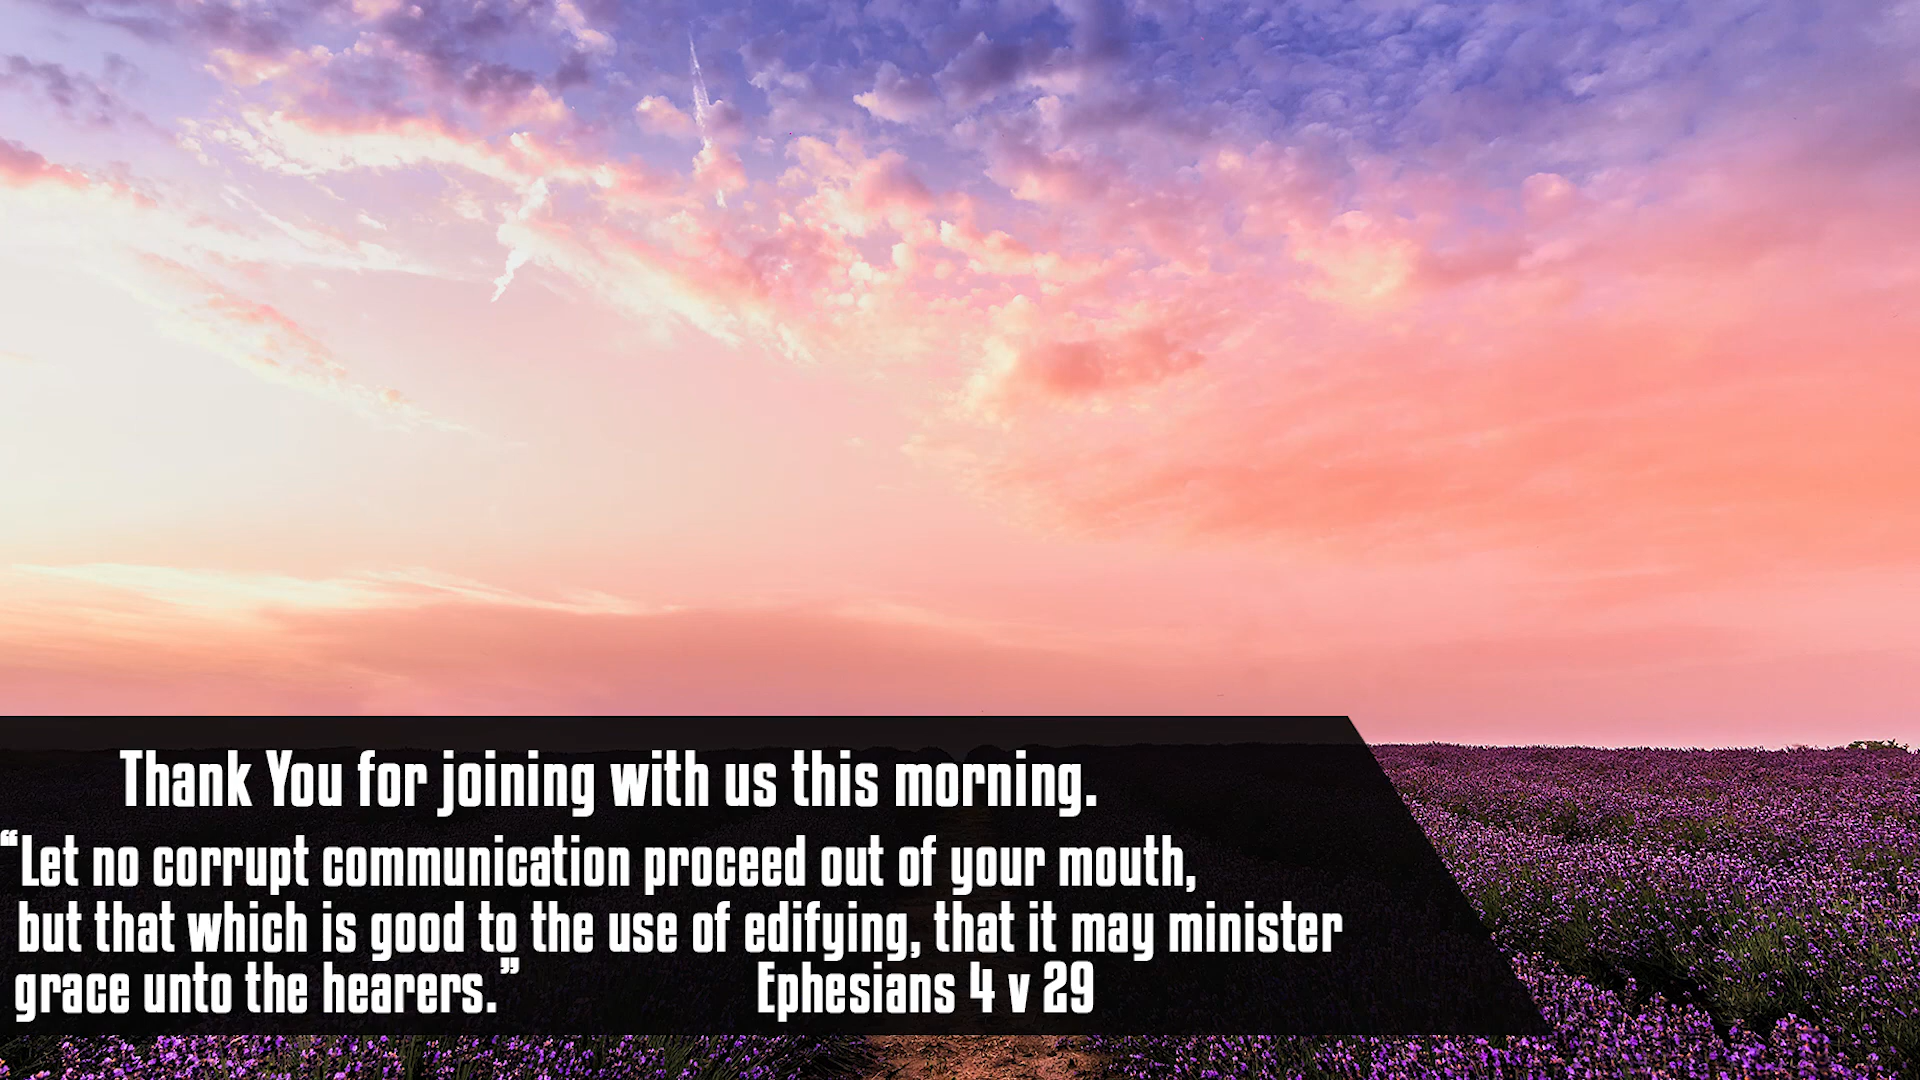 Thank You for joining with us this morning.
“Let no corrupt communication proceed out of your mouth,
but that which is good to the use of edifying, that it may minister
grace unto the hearers.” Ephesians 4 v 29